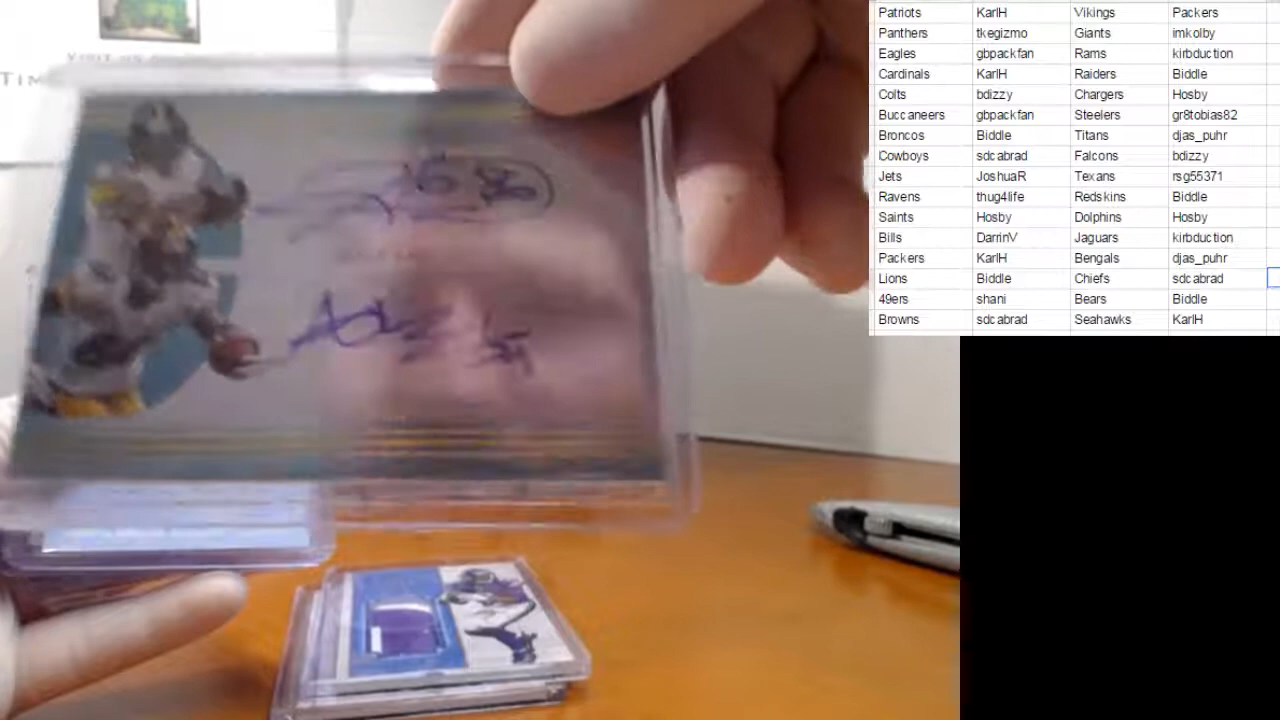 VISIT US
TIM
Patriots KarlH Vikings Packers
Panthers tkegizmo Giants imkolby
Eagles gbpackfan Rams kirbduction
Cardinals KarlH Raiders Biddle
Colts bdizzy Chargers Hosby
Buccaneers gbpackfan Steelers gr8tobias82
Broncos Biddle Titans djas_puhr
Cowboys sdcabrad Falcons bdizzy
Jets JoshuaR Texans rsg55371
Ravens thug4life Redskins Biddle
Saints Hosby Dolphins Hosby
Bills DarrinV Jaguars kirbduction
Packers KarlH Bengals djas_puhr
Lions Biddle Chiefs sdcabrad
49ers shani Bears Biddle
Browns sdcabrad Seahawks KarlH